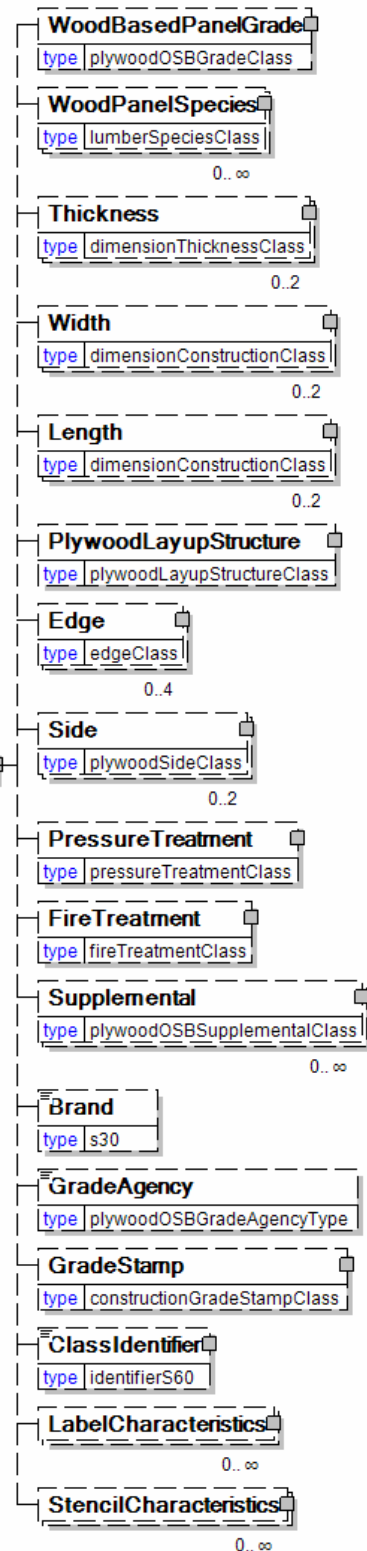 WoodBasedPanelGrade
type plywoodOSBGradeClass
WoodPanelSpecies
type lumberSpeciesClass
0.. ∞
Thickness
type dimensionThicknessClass
0..2
Width
type dimensionConstructionClass
0..2
Length
type dimensionConstructionClass
0..2
PlywoodLayupStructure
type plywoodLayupStructureClass
Edge
type edgeClass
0..4
Side
type plywoodSideClass
0..2
PressureTreatment
type pressureTreatmentClass
FireTreatment
type fireTreatmentClass
Supplemental
type plywoodOSBSupplementalClass
0.. ∞
Brand
type s30
GradeAgency
type plywoodOSBGradeAgencyType
GradeStamp
type constructionGradeStampClass
ClassIdentifier
type identifierS60
LabelCharacteristics
0.. ∞
StencilCharacteristics
0.. ∞